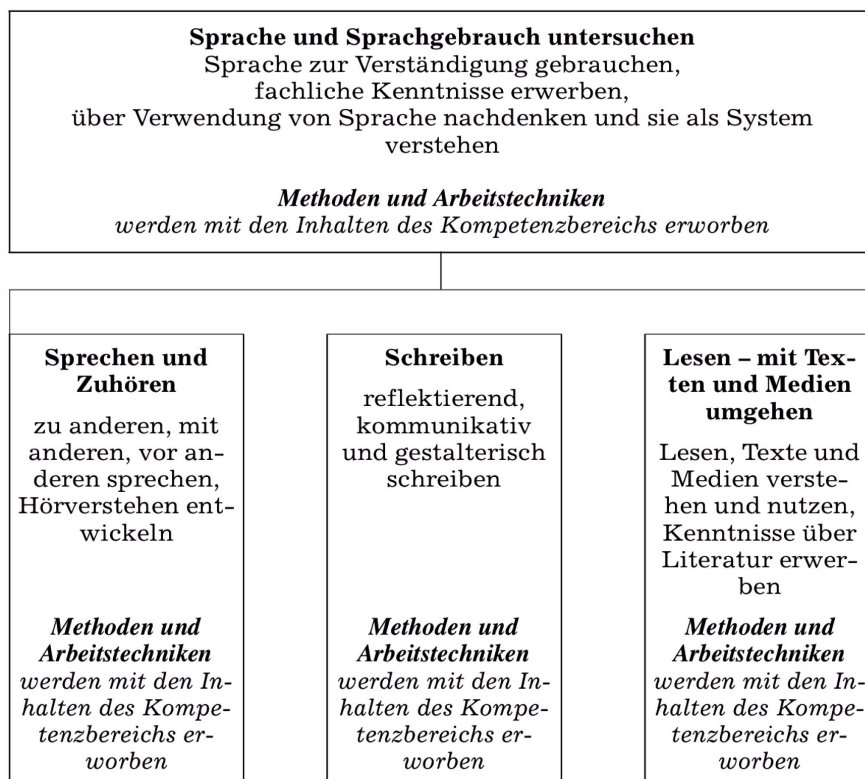 Sprache und Sprachgebrauch untersuchen
Sprache zur Verständigung gebrauchen,
fachliche Kenntnisse erwerben,
über Verwendung von Sprache nachdenken und sie als System
verstehen
Methoden und Arbeitstechniken
werden mit den Inhalten des Kompetenzbereichs erworben
Sprechen und
Zuhören
zu anderen, mit
anderen, vor an-
deren sprechen,
Hörverstehen ent-
wickeln
Methoden und
Arbeitstechniken
werden mit den In-
halten des Kompe-
tenzbereichs er-
worben
Schreiben
reflektierend,
kommunikativ
und gestalterisch
schreiben
Methoden und
Arbeitstechniken
werden mit den In-
halten des Kompe-
tenzbereichs er-
worben
Lesen – mit Tex-
ten und Medien
umgehen
Lesen, Texte und
Medien verste-
hen und nutzen,
Kenntnisse über
Literatur erwer-
ben
Methoden und
Arbeitstechniken
werden mit den In-
halten des Kompe-
tenzbereichs er-
worben